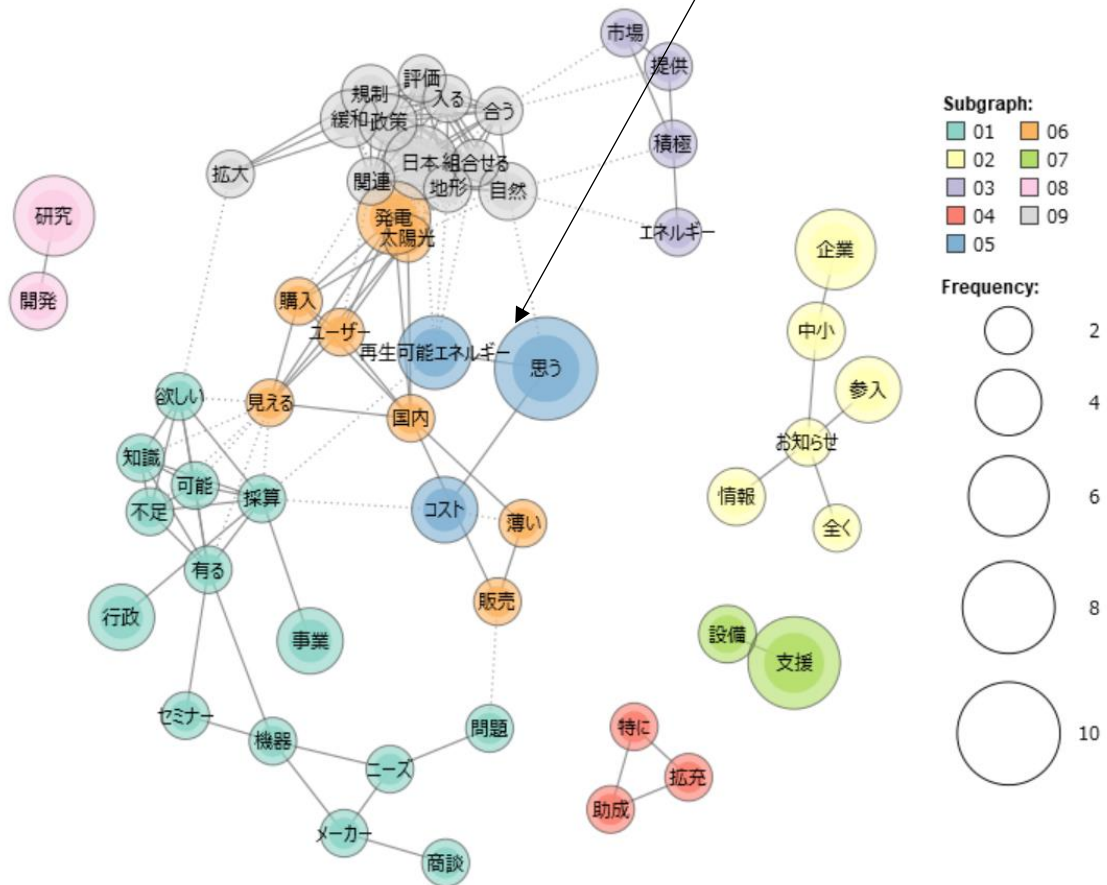 市場
提供
評価
規制
入る
合う
緩和
政策
積極
日本
組合せる
拡大
関連
地形
自然
研究
発電
エネルギー
太陽光
企業
開発
購入
ユーザー
中小
再生可能エネルギー
思う
参入
欲しい
見える
国内
お知らせ
知識
可能
採算
情報
不足
コスト
薄い
全く
有る
販売
行政
事業
設備
支援
セミナー
機器
問題
特に
ニーズ
拡充
助成
メーカー
商談
Subgraph:
01 06
02 07
03 08
04 09
05
Frequency:
2
4
6
8
10